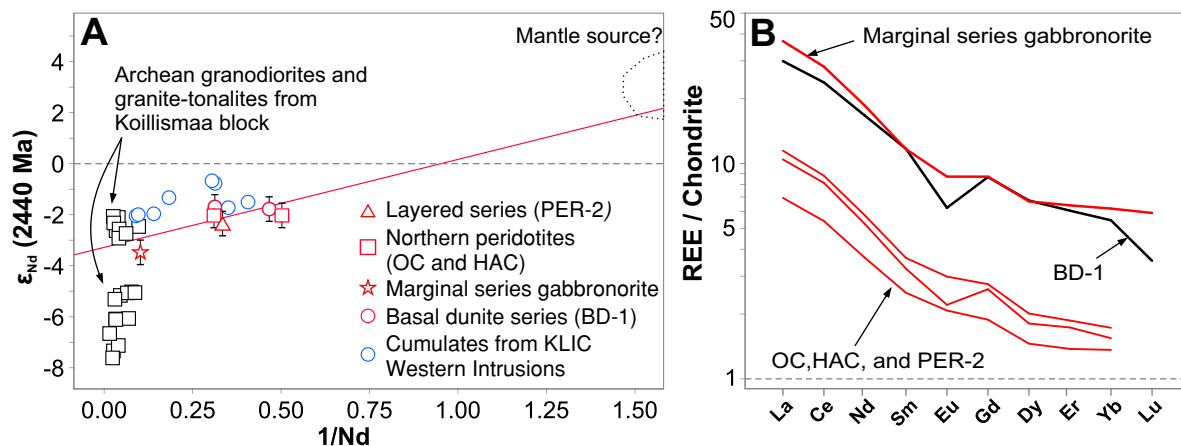 A
Mantle source?
Archean granodiorites and
granite-tonalites from
Koillismaa block
4
2
0
-2
-4
-6
-8
εNd (2440 Ma)
Layered series (PER-2)
Northern peridotites
(OC and HAC)
Marginal series gabbronorite
Basal dunite series (BD-1)
Cumulates from KLIC
Western Intrusions
0.00 0.25 0.50 0.75 1.00 1.25 1.50
1/Nd
B
Marginal series gabbronorite
50
10
5
1
REE / Chondrite
BD-1
OC,HAC, and PER-2
La Ce Nd Sm Eu Gd Dy Er Yb Lu